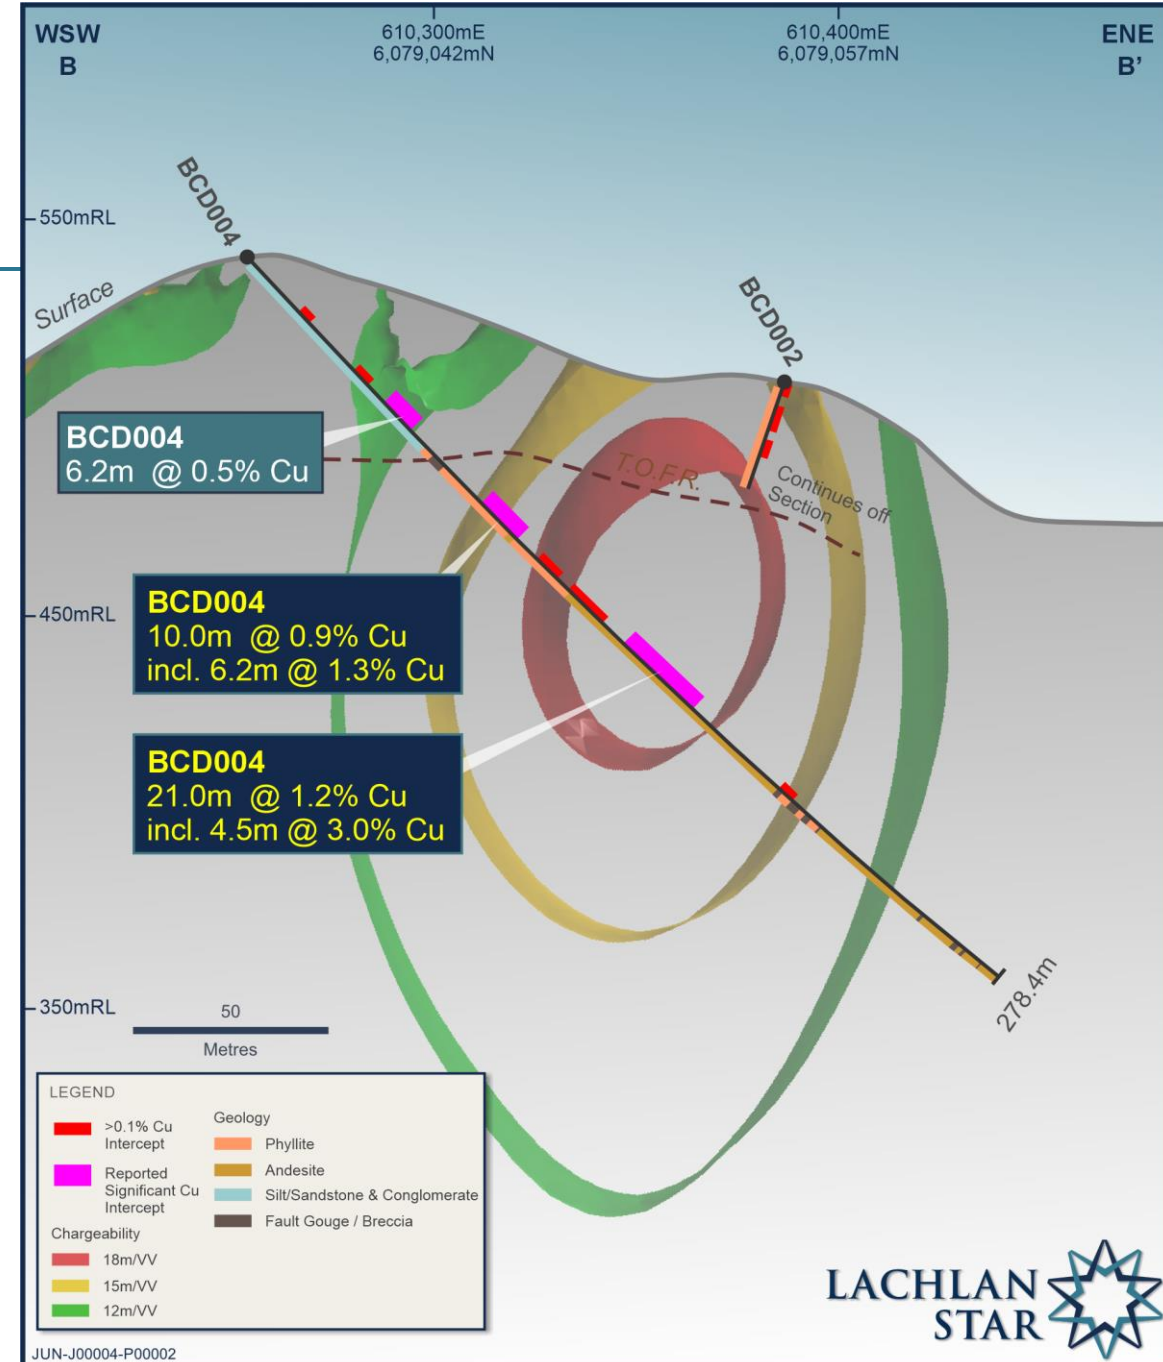 WSW
B
610,300mE
6,079,042mN
610,400mE
6,079,057mN
ENE
B'
550mRL
BCD004
Surface
BCD002
BCD004
6.2m @ 0.5% Cu
T.O.F.R.
Continues off
Section
450mRL
BCD004
10.0m @ 0.9% Cu
incl. 6.2m @ 1.3% Cu
BCD004
21.0m @ 1.2% Cu
incl. 4.5m @ 3.0% Cu
278.4m
350mRL
50
Metres
LEGEND
>0.1% Cu
Intercept
Reported
Significant Cu
Intercept
Chargeability
18m/VV
15m/VV
12m/VV
Geology
Phyllite
Andesite
Silt/Sandstone & Conglomerate
Fault Gouge / Breccia
LACHLAN
STAR
JUN-J00004-P00002